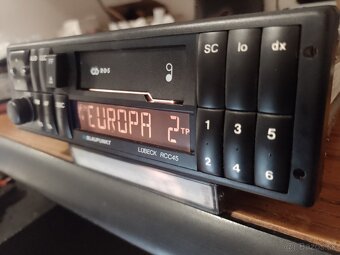 SC lo dx
RDS
EUROPA 2 TP
1 3 5
BLAUPUNKT
LÜBECK RCC45
2 4 6